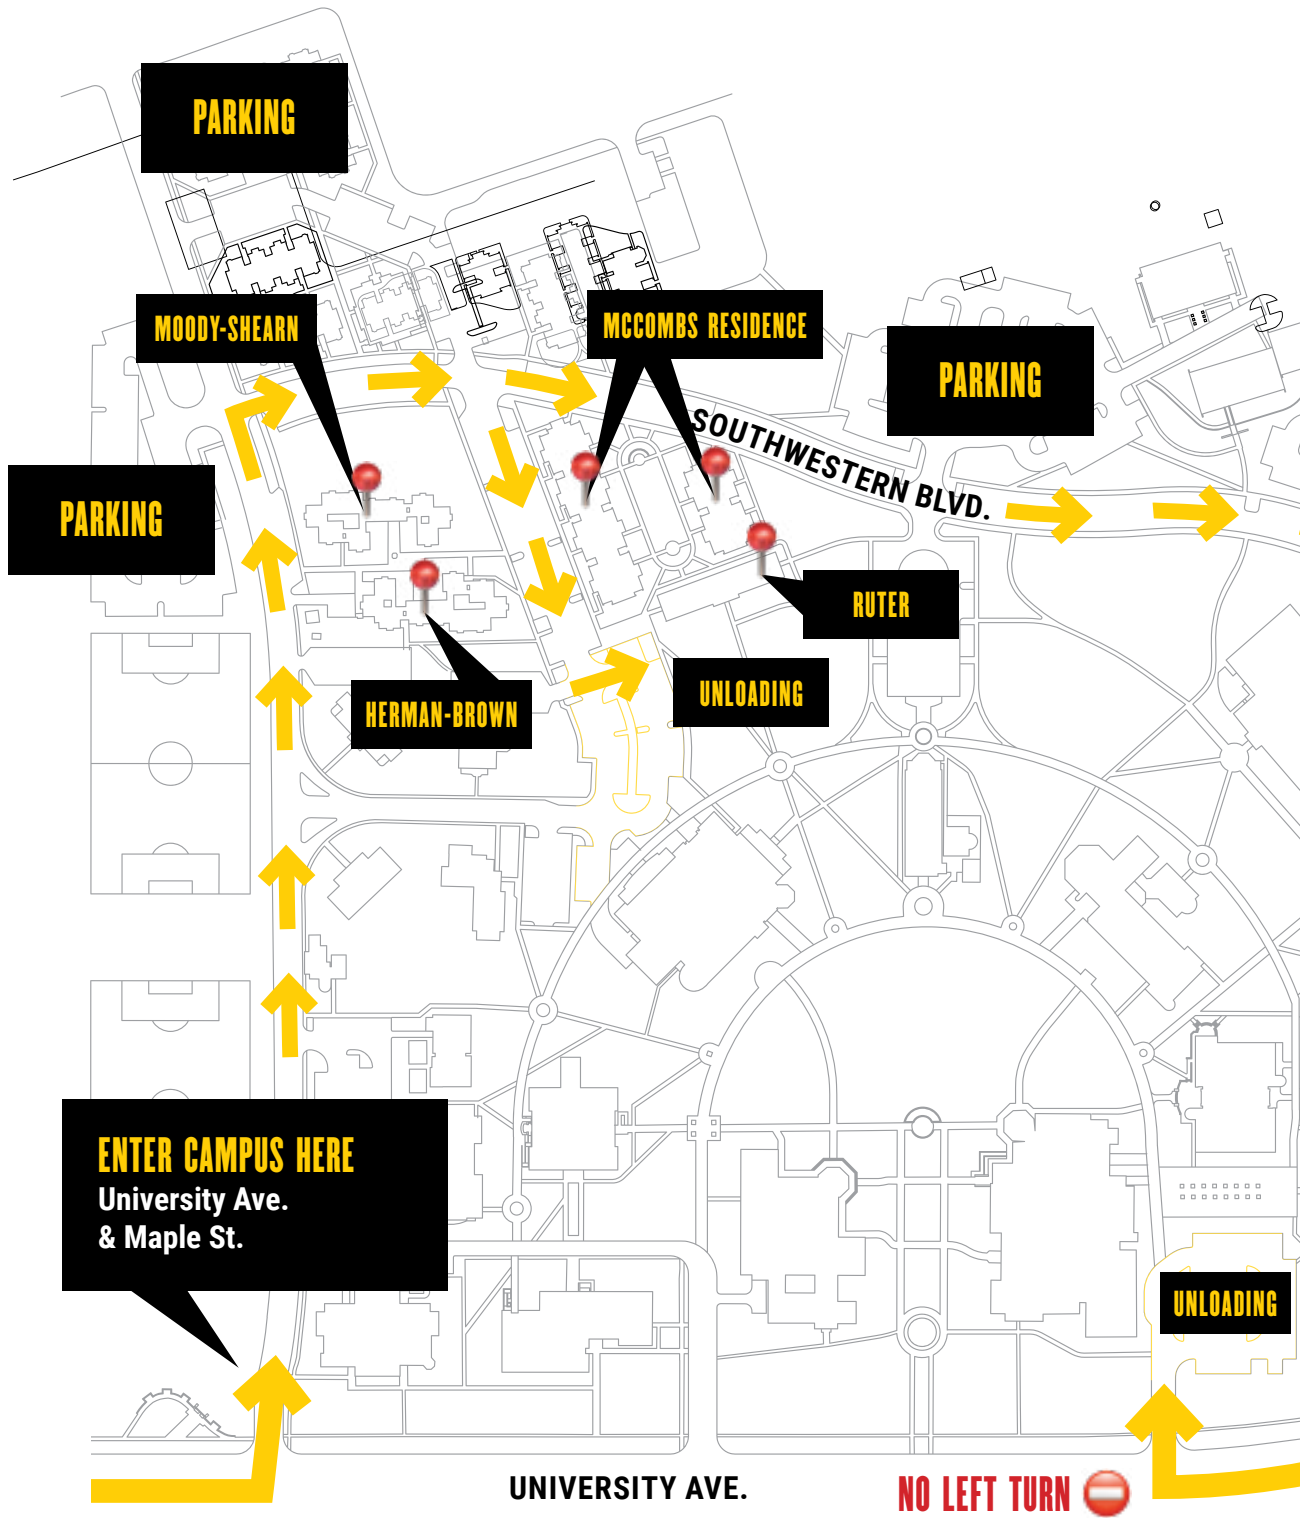 PARKING
MOODY-SHEARN
MCCOMBS RESIDENCE
PARKING
SOUTHWESTERN BLVD.
PARKING
RUTER
UNLOADING
HERMAN-BROWN
ENTER CAMPUS HERE
University Ave.
& Maple St.
UNLOADING
UNIVERSITY AVE.
NO LEFT TURN